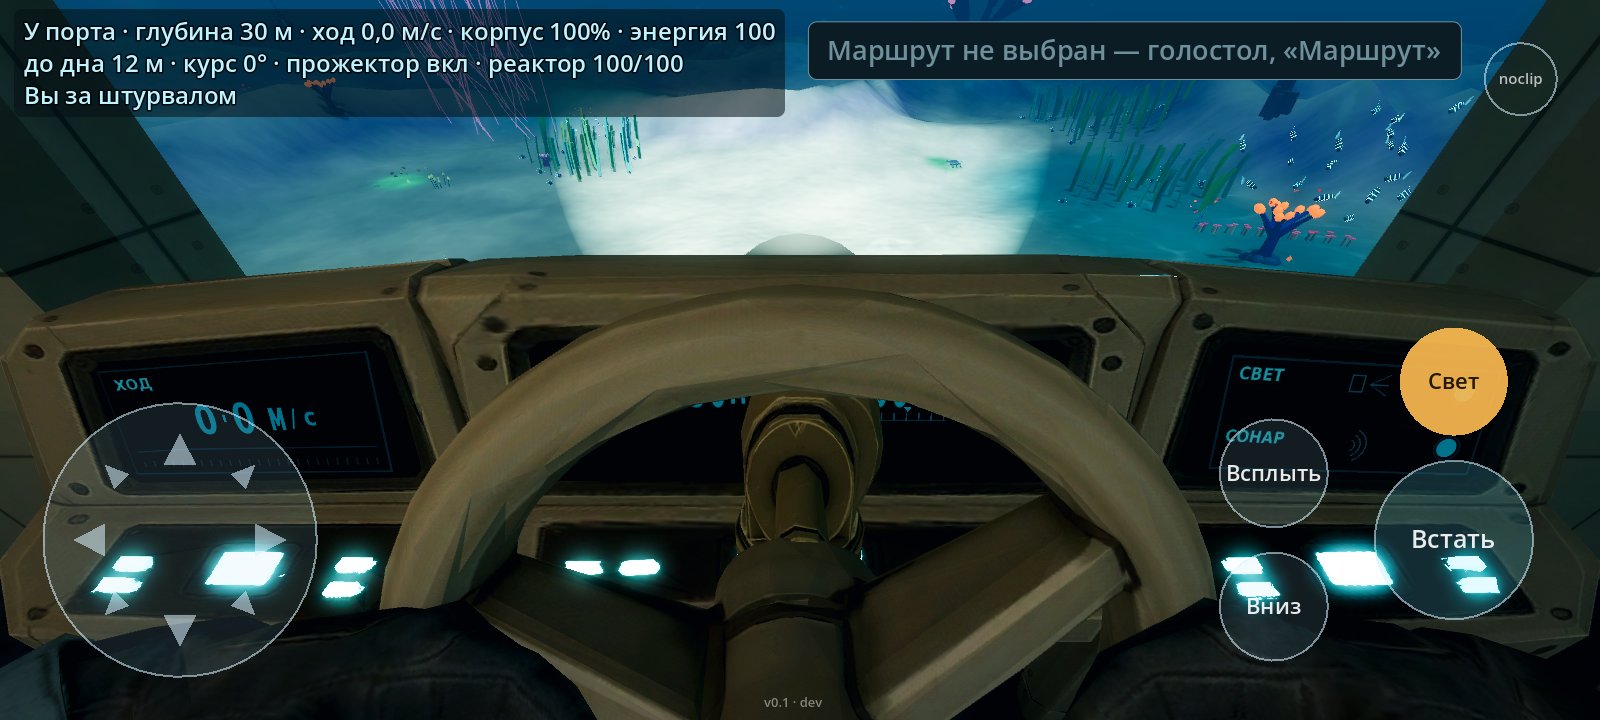 У порта · глубина 30 м · ход 0,0 м/с · корпус 100% · энергия 100
до дна 12 м · курс 0° · прожектор вкл · реактор 100/100
Вы за штурвалом
Маршрут не выбран — голостол, «Маршрут»
noclip
ХОД
0,0 м/с
СВЕТ
Свет
СОНАР
Всплыть
Встать
Вниз
v0.1 · dev